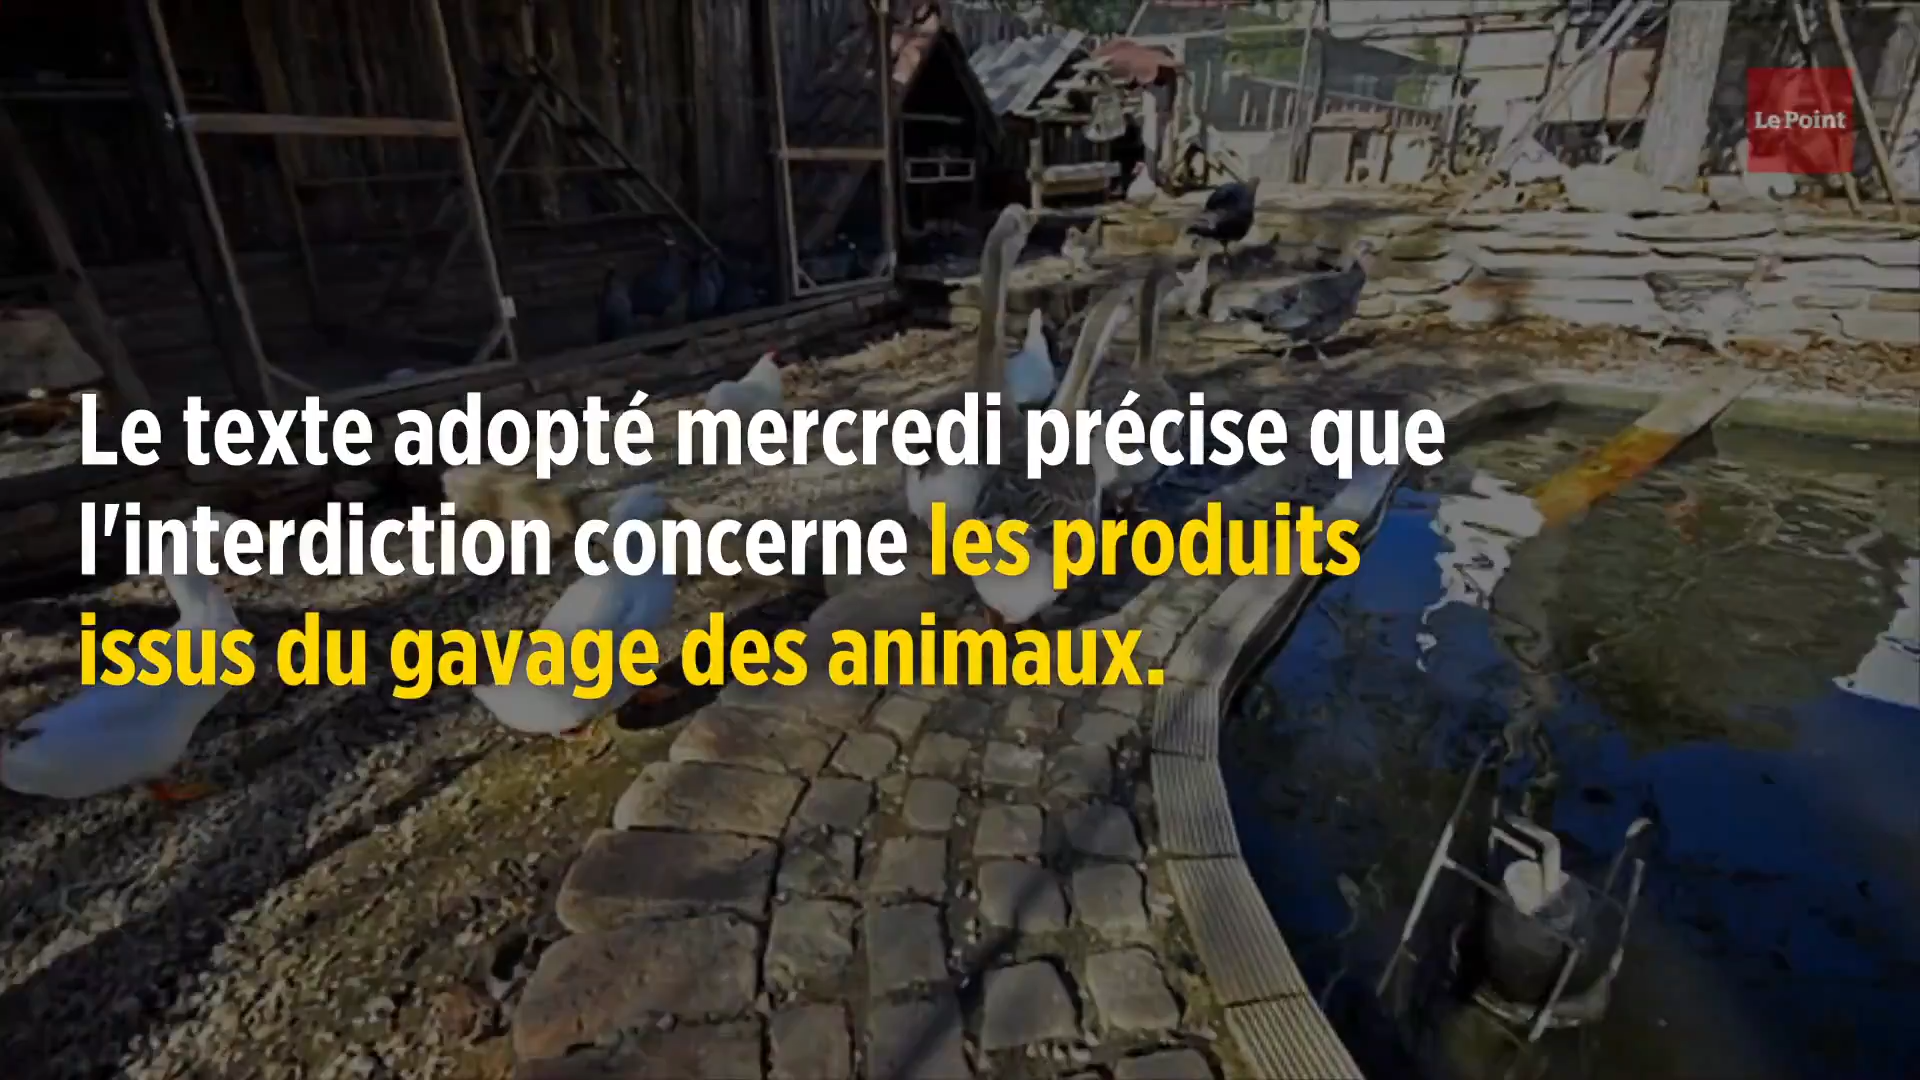 Le Point
Le texte adopté mercredi précise que
l'interdiction concerne les produits
issus du gavage des animaux.